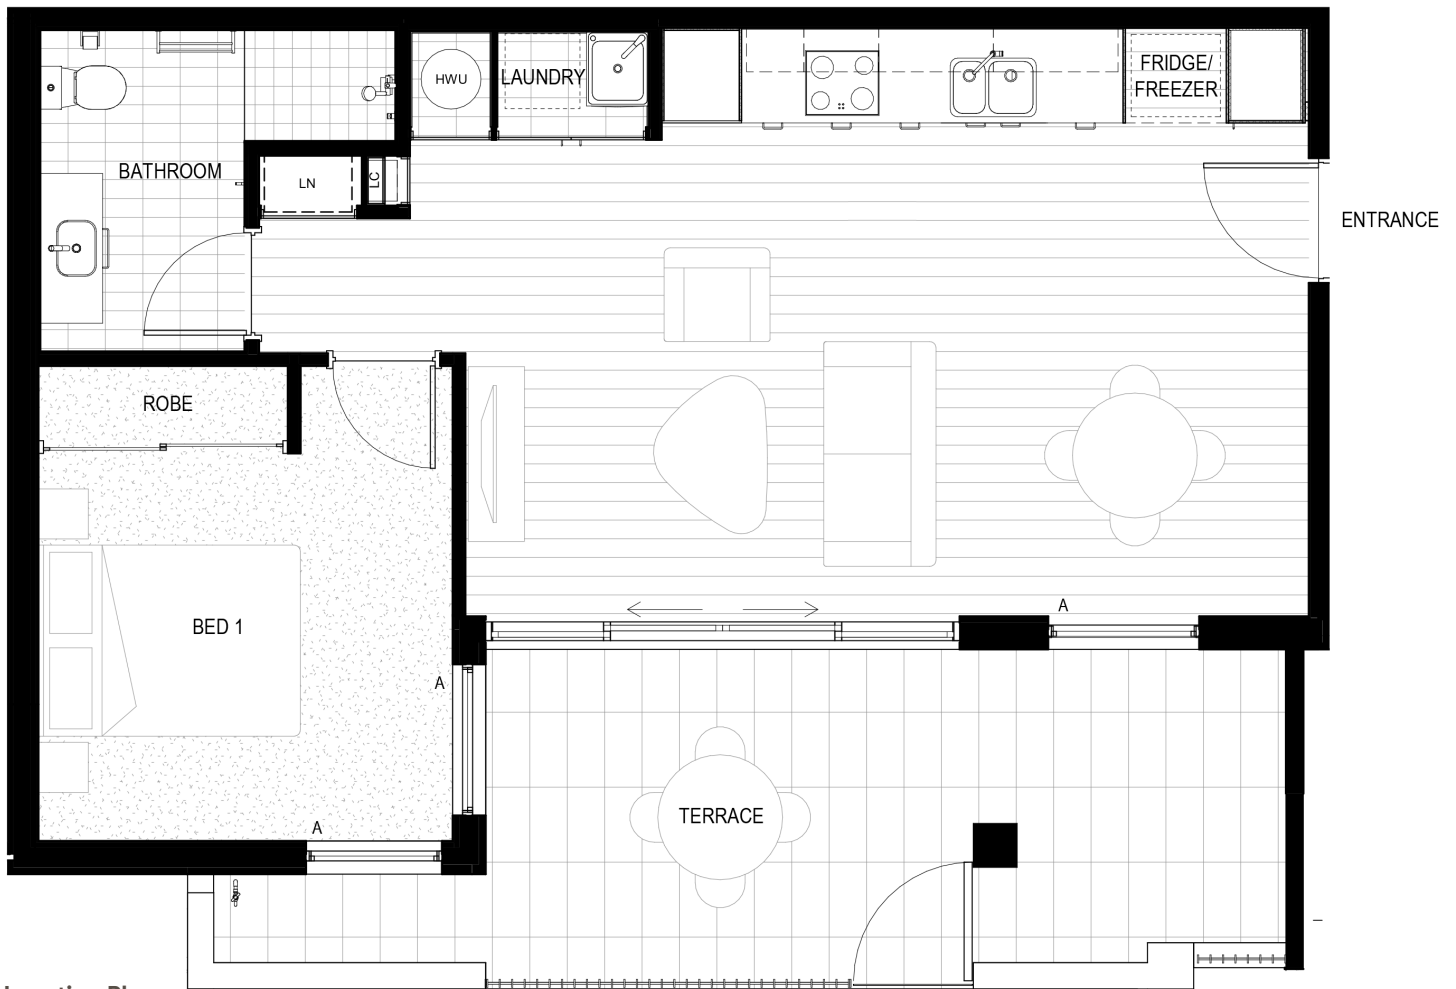 HWU
LAUNDRY
FRIDGE/
FREEZER
BATHROOM
LN
LC
ENTRANCE
ROBE
A
BED 1
A
TERRACE
A